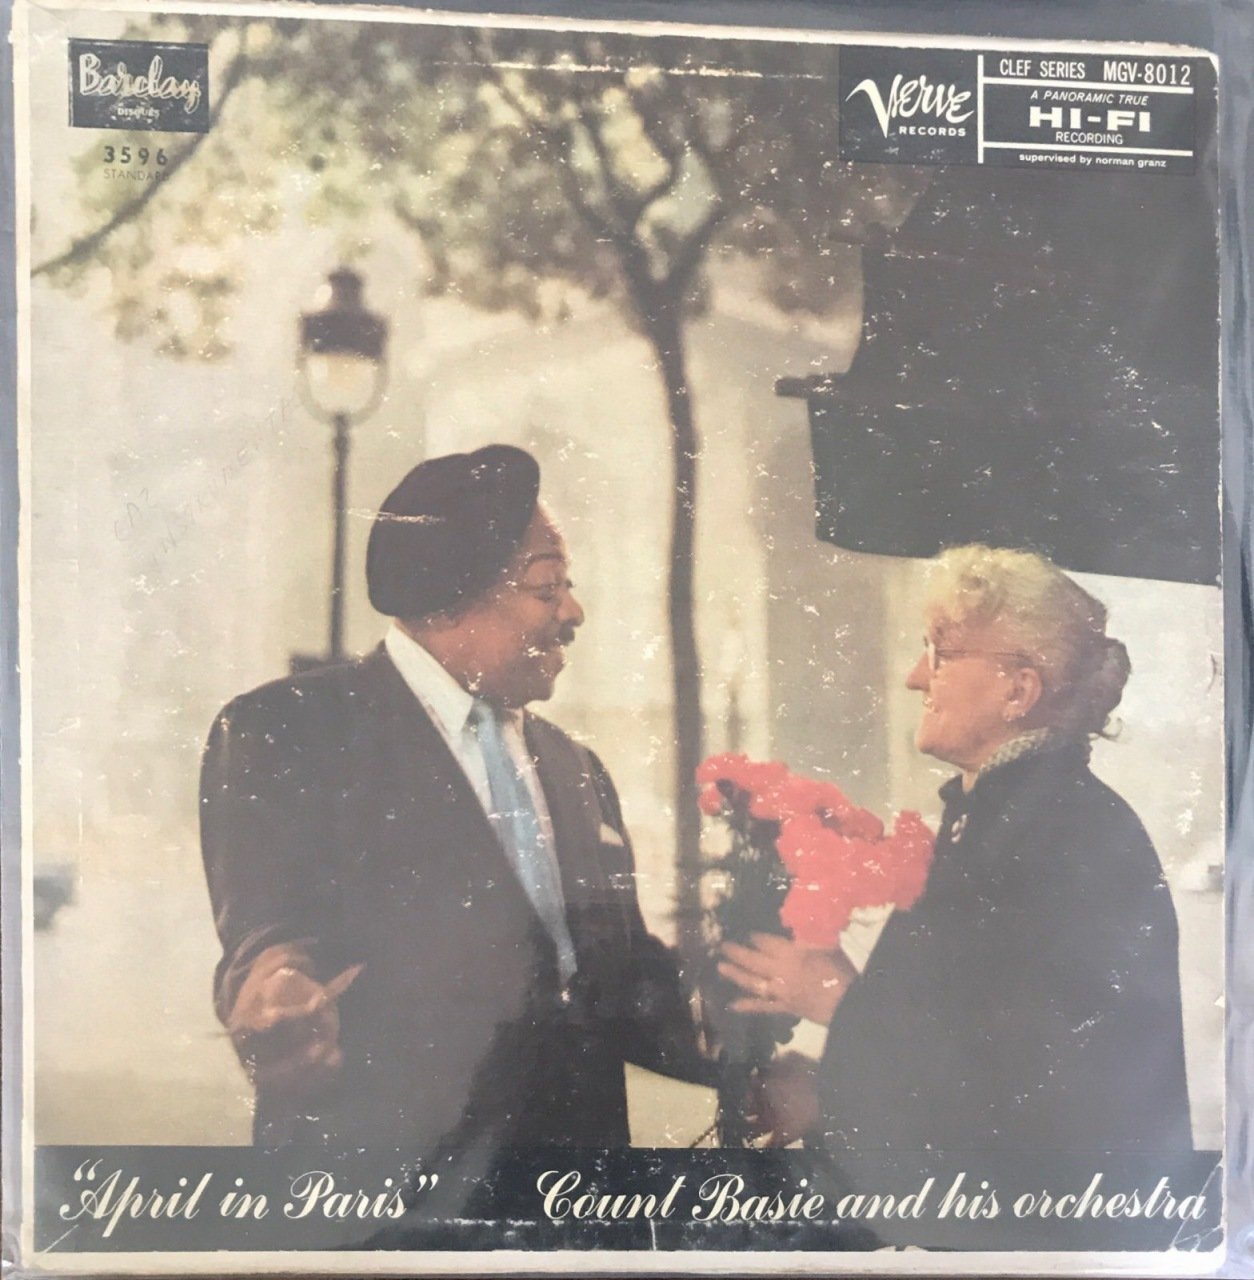 Barclay
DISQUES
3596
STANDARD
Verve
RECORDS
CLEF SERIES MGV-8012
A PANORAMIC TRUE
HI-FI
RECORDING
supervised by norman granz
"April in Paris" Count Basie and his orchestra